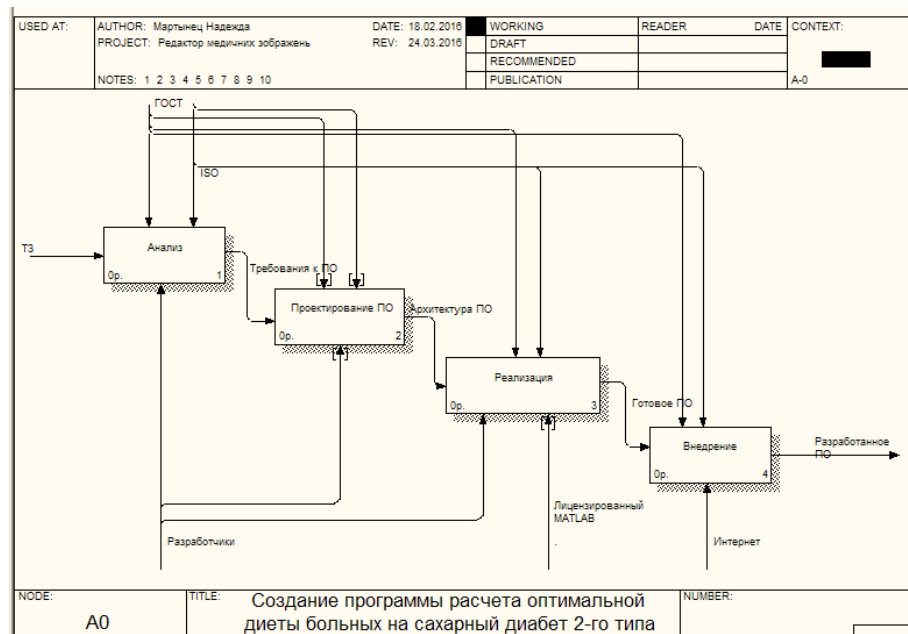 USED AT:
AUTHOR: Мартынец Надежда
DATE: 18.02.2016
WORKING
READER
DATE
CONTEXT:
PROJECT: Редактор медичних зображень
REV: 24.03.2016
DRAFT
RECOMMENDED
NOTES: 1 2 3 4 5 6 7 8 9 10
PUBLICATION
A-0
ГОСТ
ISO
ТЗ
Анализ
0р. 1
Требования к ПО
Проектирование ПО
0р. 2
Архитектура ПО
Реализация
0р. 3
Готовое ПО
Внедрение
0р. 4
Разработанное
ПО
Лицензированный
MATLAB
.
Разработчики
Интернет
NODE:
A0
TITLE:
Создание программы расчета оптимальной
диеты больных на сахарный диабет 2-го типа
NUMBER: